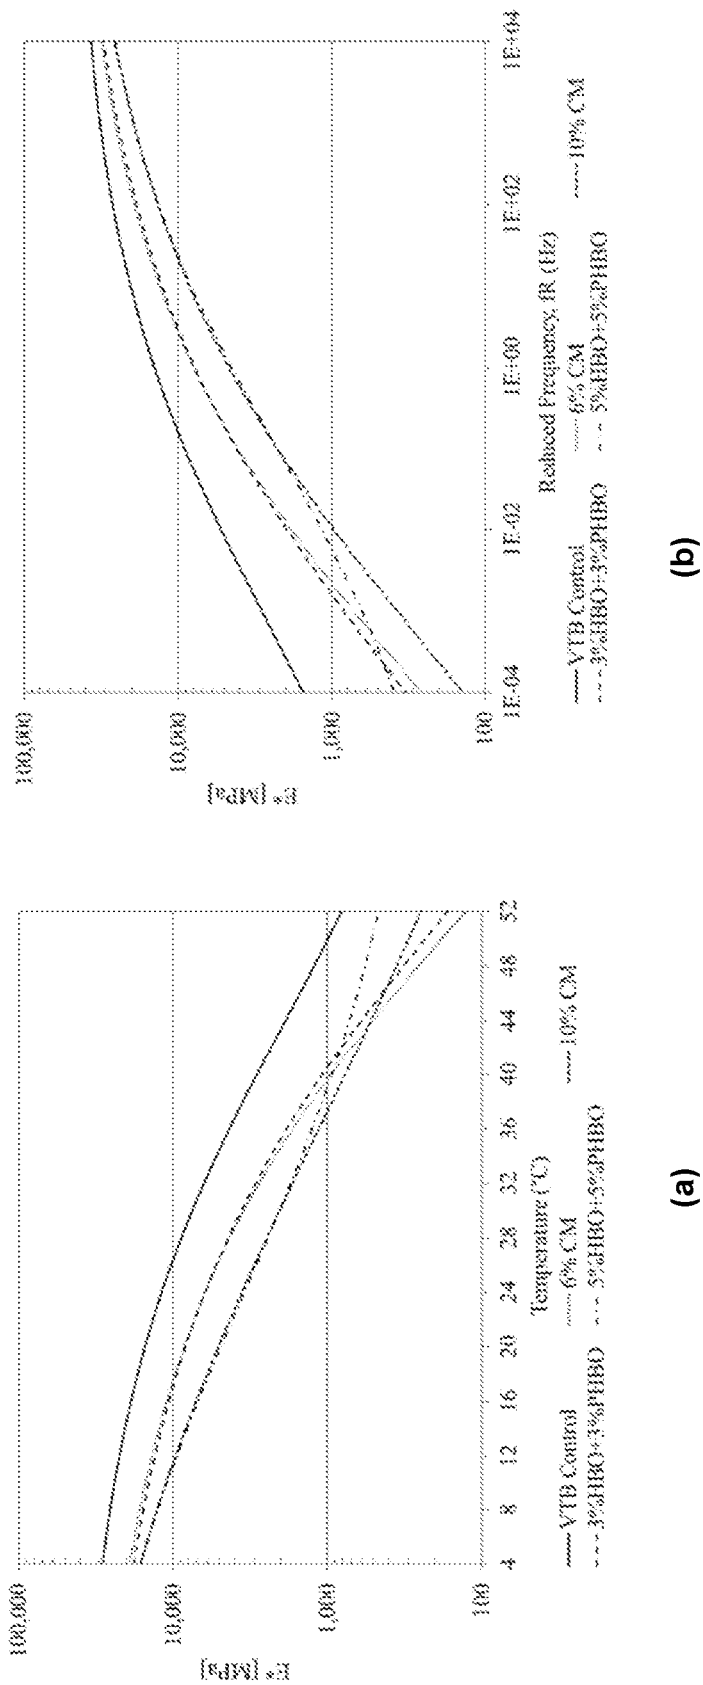 E* [MPa]
100,000
10,000
1,000
100
4 8 12 16 20 24 28 32 36 40 44 48 52
Temperature (°C)
VTB Control 6% CM 10% CM
3%HBO+3%PHBO 5%HBO+5%PHBO
(a)
E* [MPa]
100,000
10,000
1,000
100
1E-04 1E-02 1E+00 1E+02 1E+04
Reduced Frequency, fR (Hz)
VTB Control 6% CM 10% CM
3%HBO+3%PHBO 5%HBO+5%PHBO
(b)